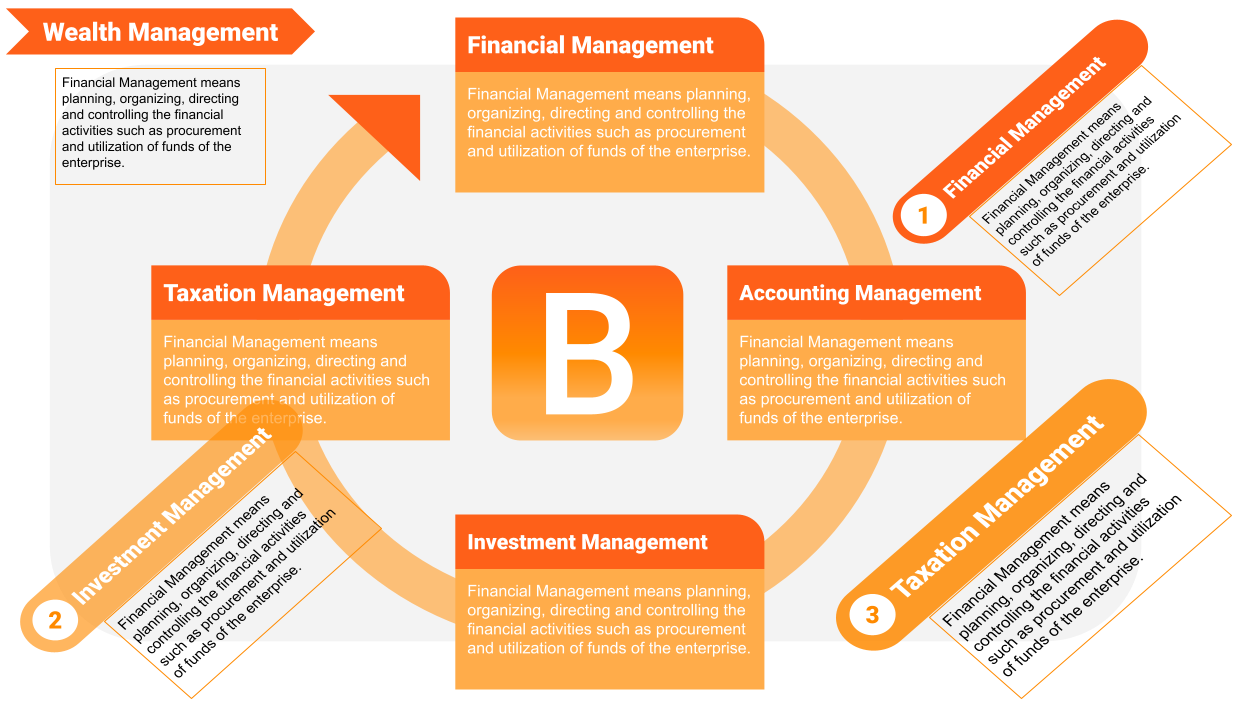 Wealth Management
Financial Management means
planning, organizing, directing
and controlling the financial
activities such as procurement
and utilization of funds of the
enterprise.
Financial Management
Financial Management means planning,
organizing, directing and controlling the
financial activities such as procurement
and utilization of funds of the enterprise.
1
Financial Management
Financial Management means
planning, organizing, directing and
controlling the financial activities
such as procurement and utilization
of funds of the enterprise.
Taxation Management
Financial Management means
planning, organizing, directing and
controlling the financial activities such
as procurement and utilization of
funds of the enterprise.
B
Accounting Management
Financial Management means
planning, organizing, directing and
controlling the financial activities such
as procurement and utilization of
funds of the enterprise.
2
Investment Management
Financial Management means
planning, organizing, directing and
controlling the financial activities
such as procurement and utilization
of funds of the enterprise.
Investment Management
Financial Management means planning,
organizing, directing and controlling the
financial activities such as procurement
and utilization of funds of the enterprise.
3
Taxation Management
Financial Management means
planning, organizing, directing and
controlling the financial activities
such as procurement and utilization
of funds of the enterprise.